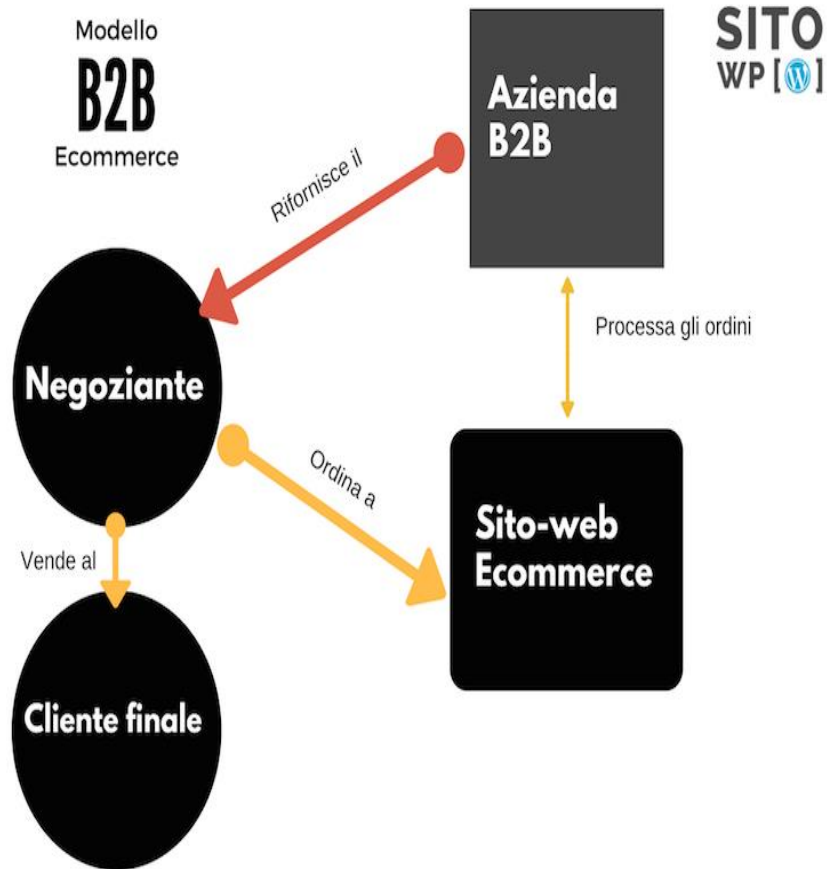 Modello
B2B
Ecommerce
SITO
WP [W]
Azienda
B2B
Rifornisce il
Processa gli ordini
Negoziante
Ordina a
Sito-web
Ecommerce
Vende al
Cliente finale